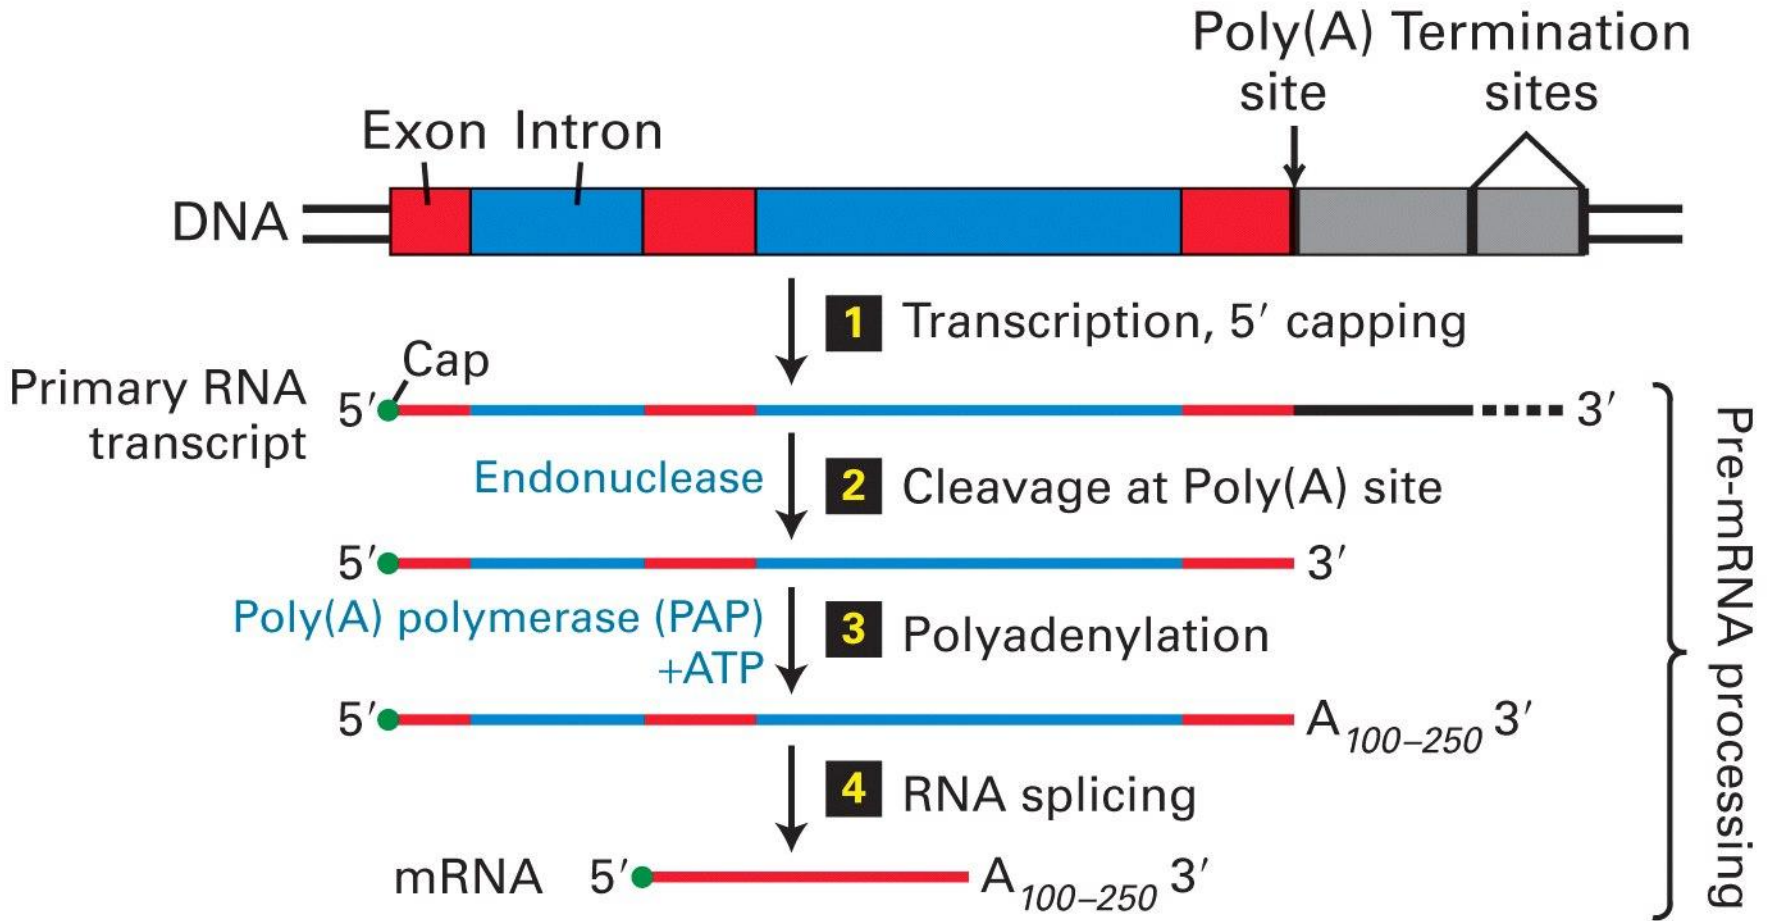 Poly(A) Termination
site sites
Exon Intron
DNA
1 Transcription, 5′ capping
Cap
Primary RNA
transcript
5′ 3′
Endonuclease
2 Cleavage at Poly(A) site
5′ 3′
Poly(A) polymerase (PAP)
+ATP
3 Polyadenylation
5′ A 100–250 3′
4 RNA splicing
mRNA 5′ A 100–250 3′
Pre-mRNA processing